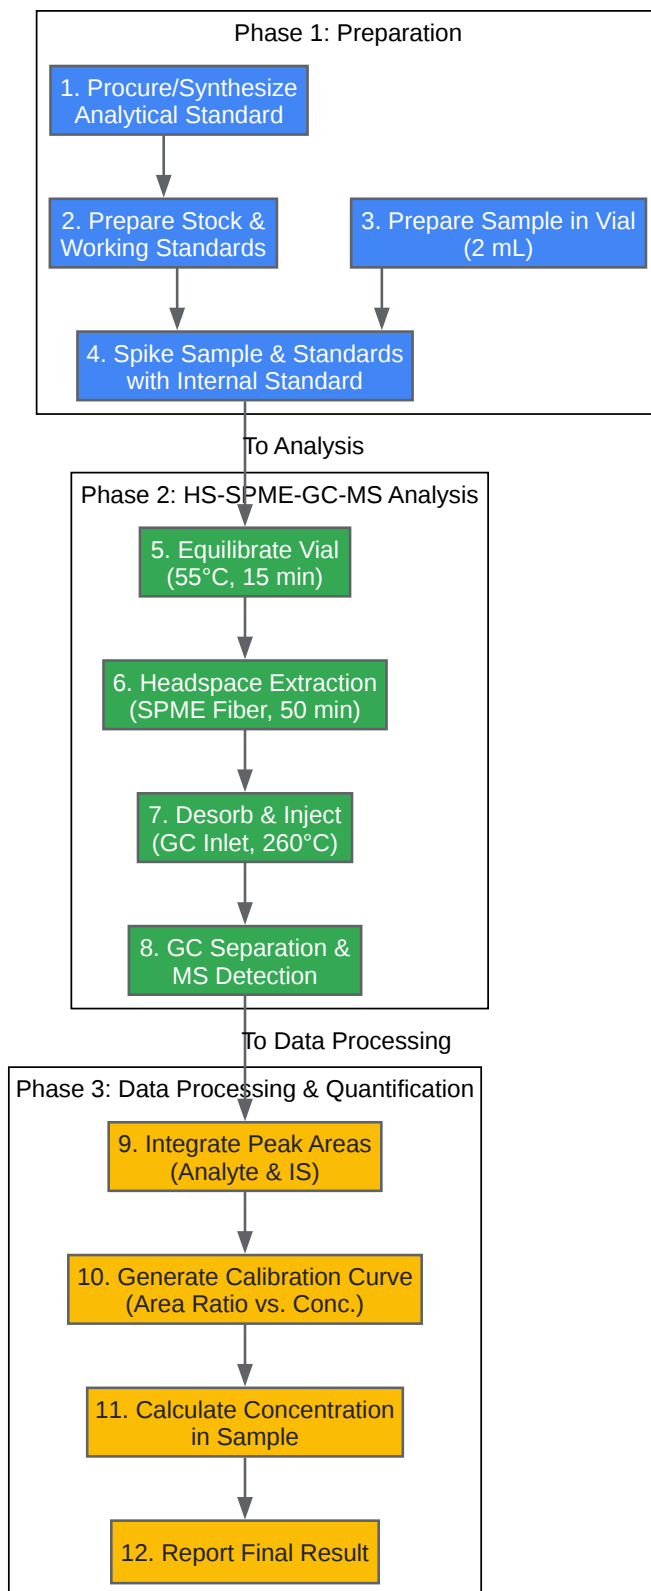 Phase 1: Preparation
1. Procure/Synthesize
Analytical Standard
2. Prepare Stock &
Working Standards
3. Prepare Sample in Vial
(2 mL)
4. Spike Sample & Standards
with Internal Standard
To Analysis
Phase 2: HS-SPME-GC-MS Analysis
5. Equilibrate Vial
(55°C, 15 min)
6. Headspace Extraction
(SPME Fiber, 50 min)
7. Desorb & Inject
(GC Inlet, 260°C)
8. GC Separation &
MS Detection
To Data Processing
Phase 3: Data Processing & Quantification
9. Integrate Peak Areas
(Analyte & IS)
10. Generate Calibration Curve
(Area Ratio vs. Conc.)
11. Calculate Concentration
in Sample
12. Report Final Result